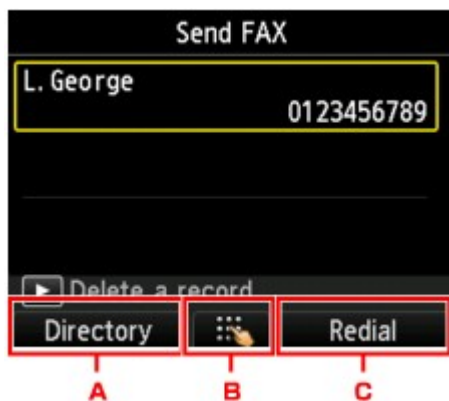 Send FAX
L. George
0123456789
Delete a record
Directory
Redial
A
B
C